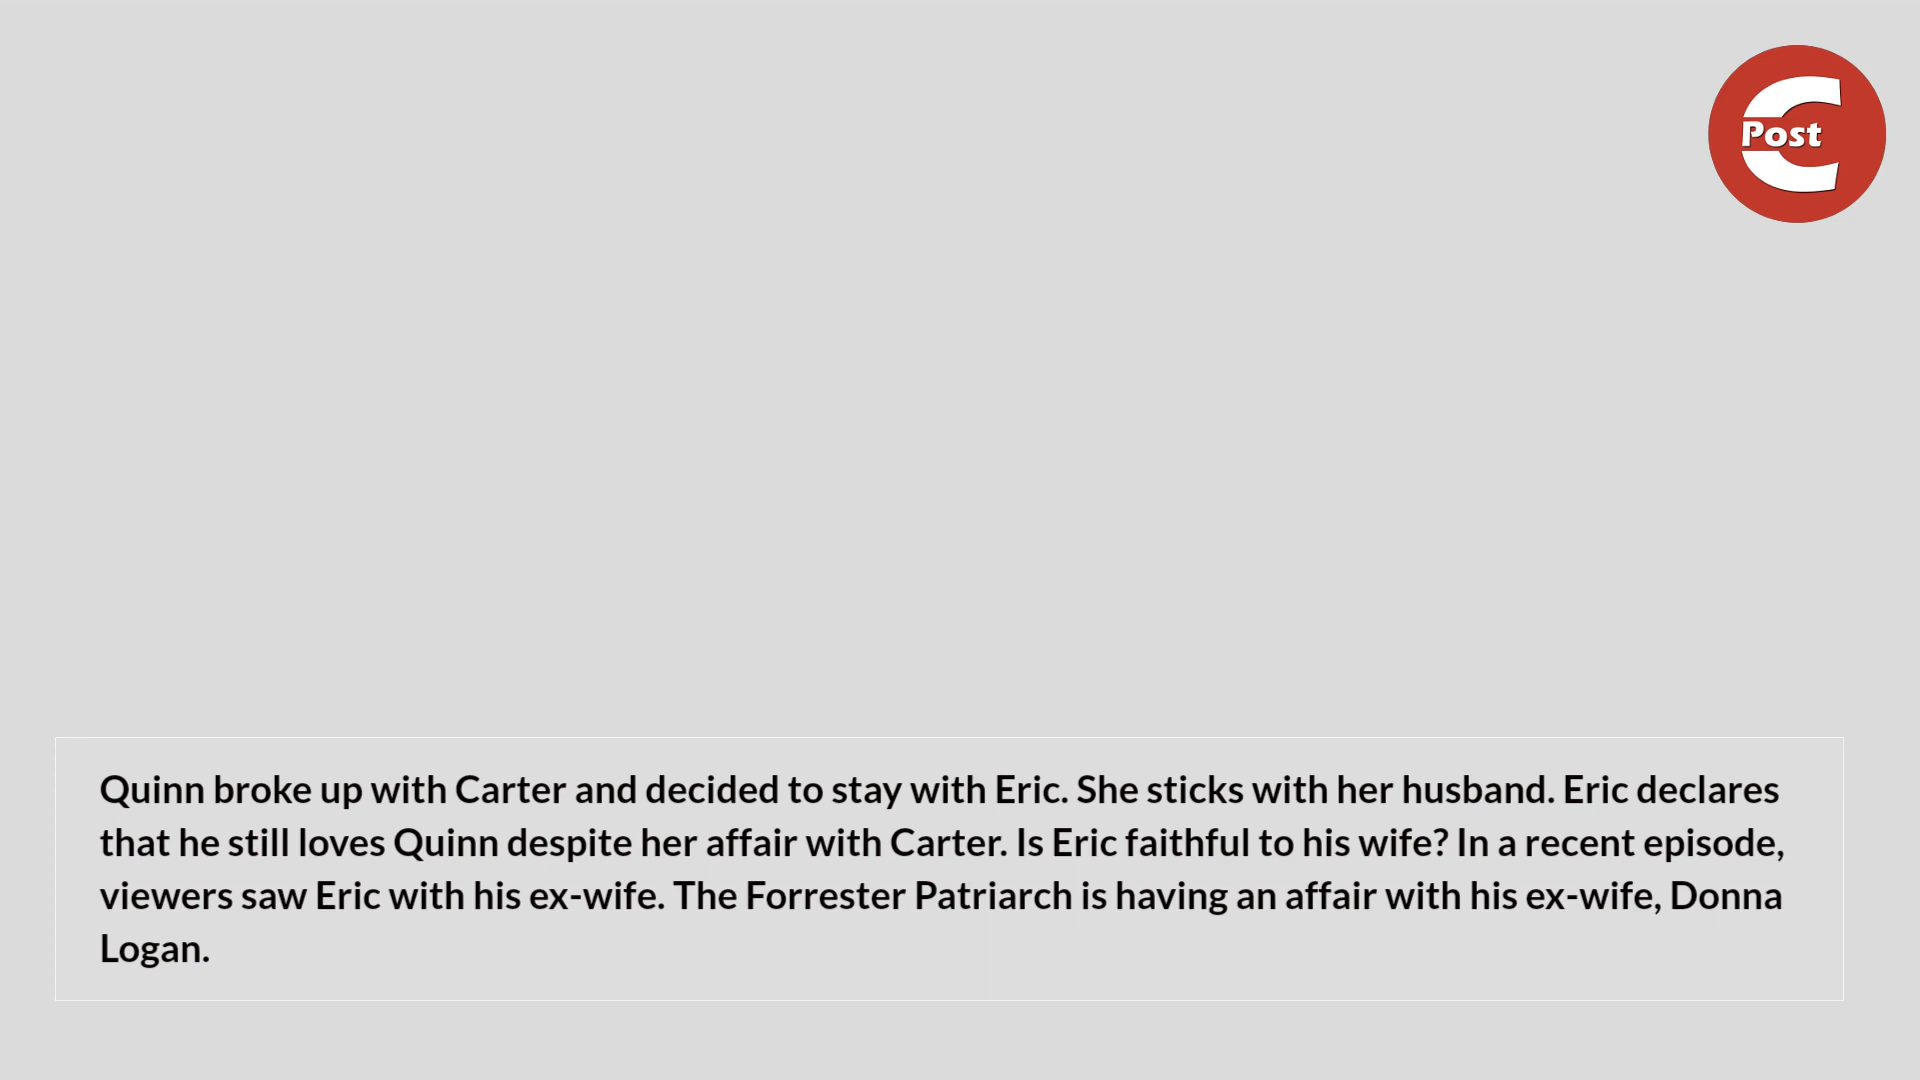 Post
Quinn broke up with Carter and decided to stay with Eric. She sticks with her husband. Eric declares
that he still loves Quinn despite her affair with Carter. Is Eric faithful to his wife? In a recent episode,
viewers saw Eric with his ex-wife. The Forrester Patriarch is having an affair with his ex-wife, Donna
Logan.